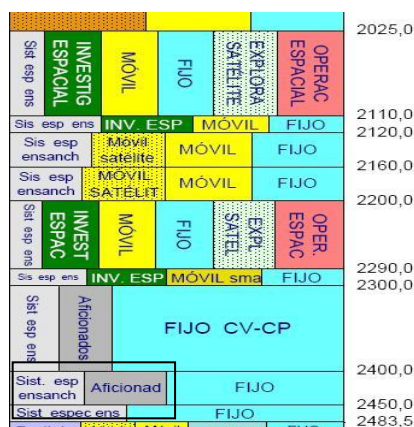 2025,0
Sist esp ens
INVESTIG
ESPACIAL
MÓVIL
FIJO
EXPLORA
SATÉLITE
OPERAC
ESPACIAL
2110,0
Sis esp ens INV. ESP MÓVIL FIJO
2120,0
Sis esp
ensanch
Móvil
satélite
MÓVIL
FIJO
2160,0
Sis esp
ensanch
MÓVIL
SATÉLIT
MÓVIL
FIJO
2200,0
Sist esp ens
INVEST
ESPAC
MÓVIL
FIJO
EXPL
SATEL
OPER.
ESPAC
2290,0
Sis esp ens INV. ESP MÓVIL sma FIJO
2300,0
Sist esp ens
Aficionados
FIJO CV-CP
2400,0
Sist. esp
ensanch
Aficionad
FIJO
2450,0
Sist espec ens FIJO
2483,5